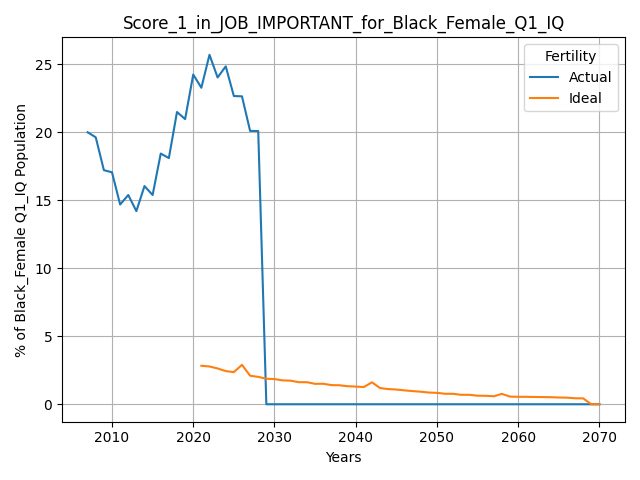 Score_1_in_JOB_IMPORTANT_for_Black_Female_Q1_IQ
Fertility
Actual
Ideal
% of Black_Female Q1_IQ Population
25
20
15
10
5
0
2010 2020 2030 2040 2050 2060 2070
Years